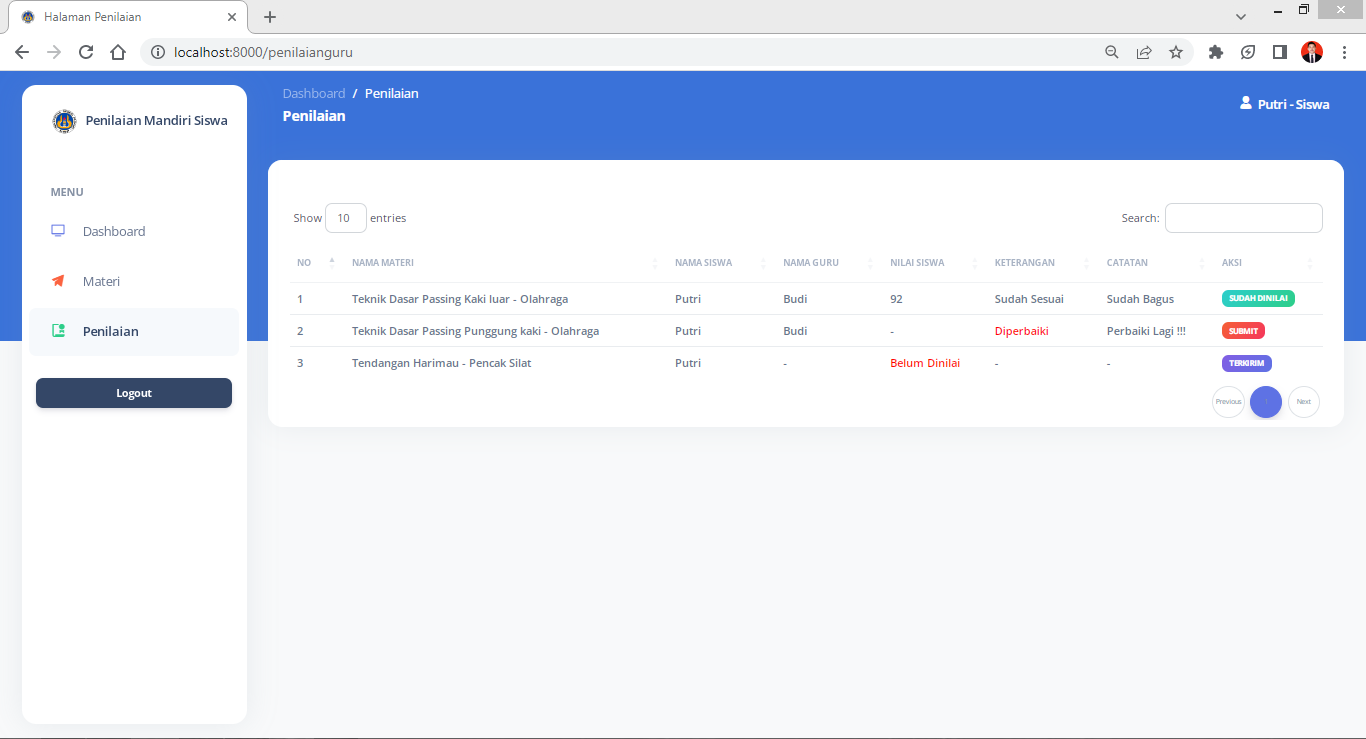 Halaman Penilaian
localhost:8000/penilaianguru
Penilaian Mandiri Siswa
MENU
Dashboard
Materi
Penilaian
Logout
Dashboard / Penilaian
Penilaian
Putri - Siswa
Show 10 entries
Search:
NO NAMA MATERI NAMA SISWA NAMA GURU NILAI SISWA KETERANGAN CATATAN AKSI
1 Teknik Dasar Passing Kaki luar - Olahraga Putri Budi 92 Sudah Sesuai Sudah Bagus SUDAH DINILAI
2 Teknik Dasar Passing Punggung kaki - Olahraga Putri Budi - Diperbaiki Perbaiki Lagi !!! SUBMIT
3 Tendangan Harimau - Pencak Silat Putri - Belum Dinilai - - TERKIRIM
Previous 1 Next